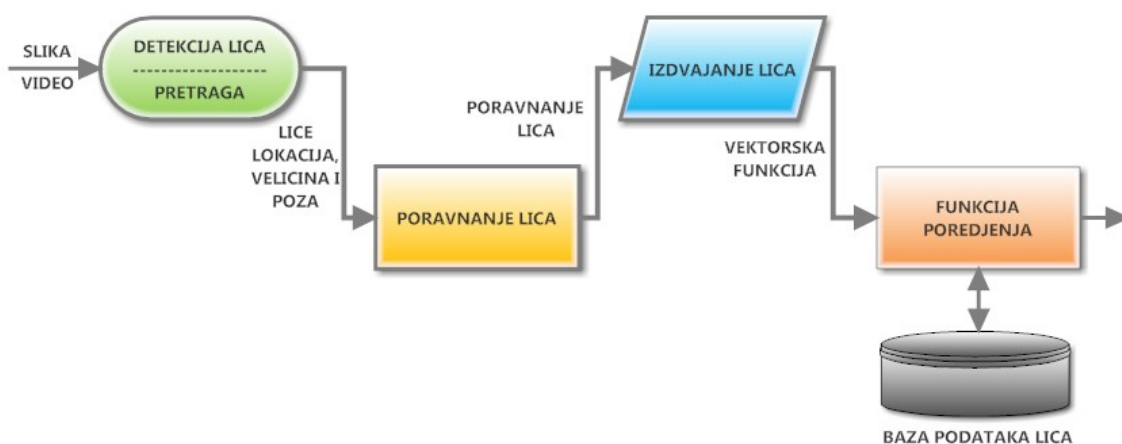 SLIKA
VIDEO
DETEKCIJA LICA
------------------
PRETRAGA
LICE
LOKACIJA,
VELICINA I
POZA
PORAVNANJE LICA
PORAVNANJE
LICA
IZDVAJANJE LICA
VEKTORSKA
FUNKCIJA
FUNKCIJA
POREDJENJA
BAZA PODATAKA LICA